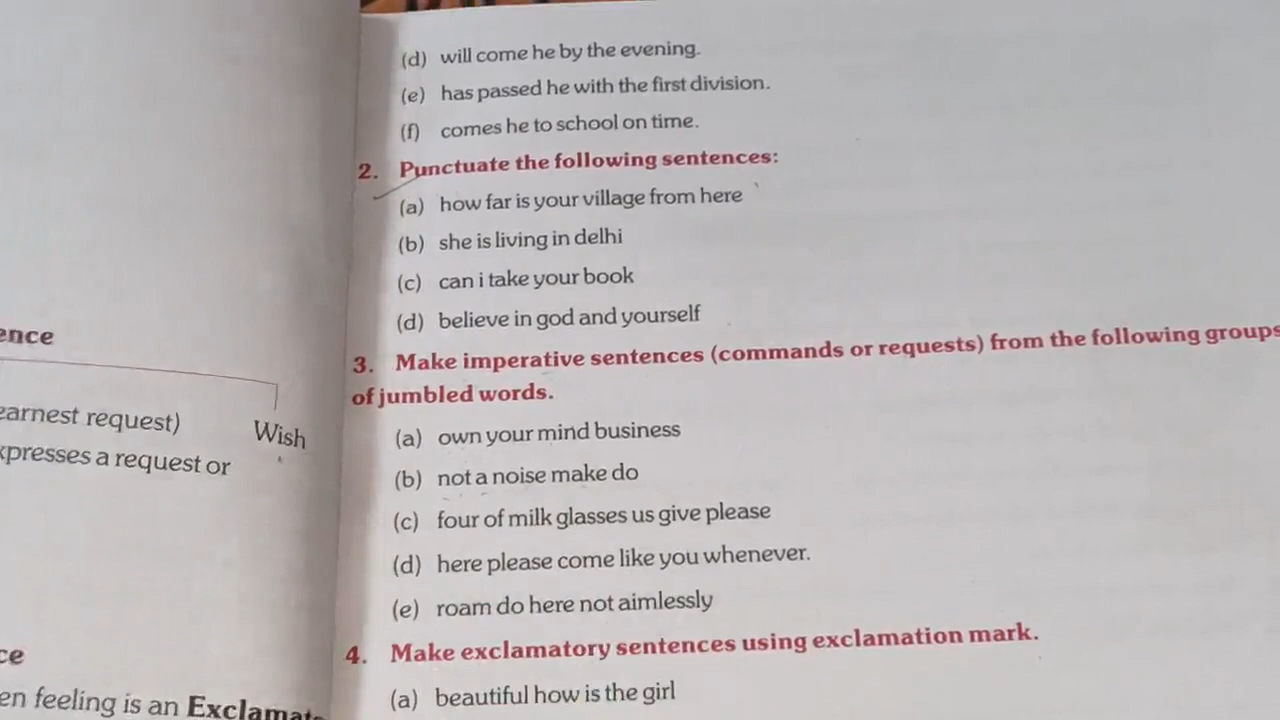 ence
earnest request)
Wish
presses a request or
ce
en feeling is an Exclamat
(d) will come he by the evening.
(e) has passed he with the first division.
(f) comes he to school on time.
2. Punctuate the following sentences:
(a) how far is your village from here
(b) she is living in delhi
(c) can i take your book
(d) believe in god and yourself
3. Make imperative sentences (commands or requests) from the following groups
of jumbled words.
(a) own your mind business
(b) not a noise make do
(c) four of milk glasses us give please
(d) here please come like you whenever.
(e) roam do here not aimlessly
4. Make exclamatory sentences using exclamation mark.
(a) beautiful how is the girl